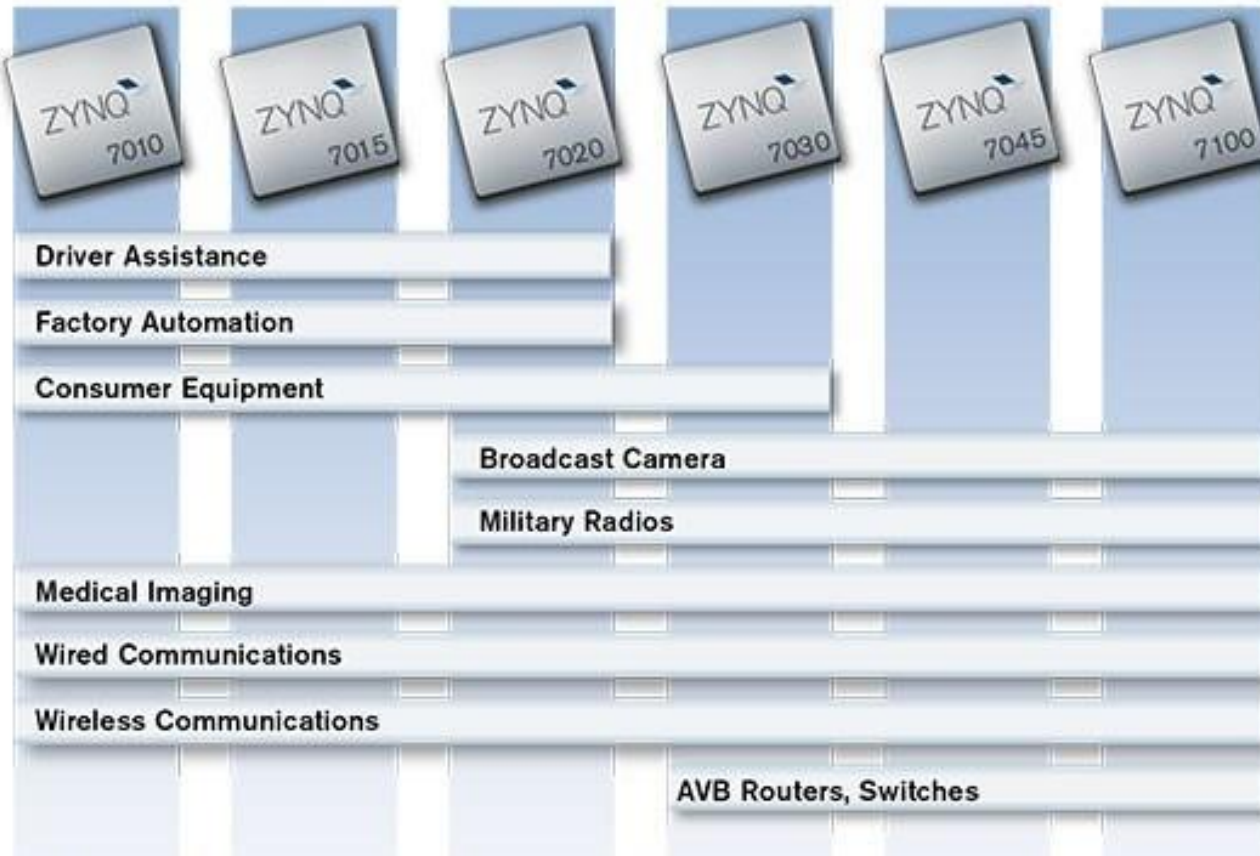 ZYNQ
7010
ZYNQ
7015
ZYNQ
7020
ZYNQ
7030
ZYNQ
7045
ZYNQ
7100
Driver Assistance
Factory Automation
Consumer Equipment
Broadcast Camera
Military Radios
Medical Imaging
Wired Communications
Wireless Communications
AVB Routers, Switches